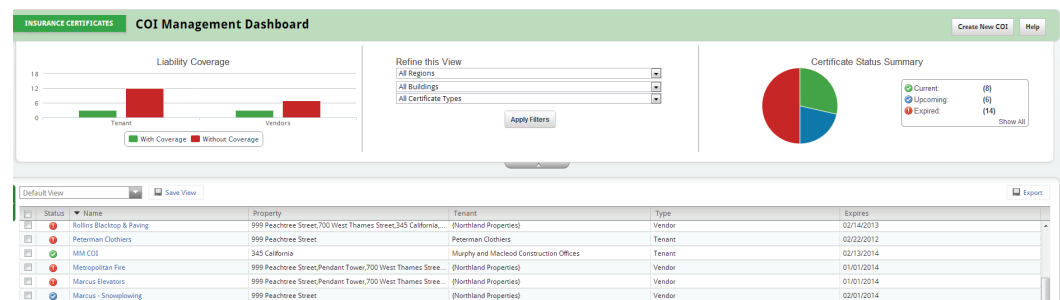 INSURANCE CERTIFICATES COI Management Dashboard Create New COI Help
Liability Coverage
18
12
6
0
Tenant Vendors
With Coverage Without Coverage
Refine this View
All Regions
All Buildings
All Certificate Types
Apply Filters
Certificate Status Summary
Current: (8)
Upcoming: (6)
Expired: (14)
Show All
Default View Save View Export
Status Name Property Tenant Type Expires
Rollins Blacktop & Paving 999 Peachtree Street,700 West Thames Street,345 California,... (Northland Properties) Vendor 02/14/2013
Peterman Clothiers 999 Peachtree Street Peterman Clothiers Tenant 02/22/2012
MM COI 345 California Murphy and Macleod Construction Offices Tenant 02/13/2014
Metropolitan Fire 999 Peachtree Street,Pendant Tower,700 West Thames Stree... (Northland Properties) Vendor 01/01/2014
Marcus Elevators 999 Peachtree Street,Pendant Tower,700 West Thames Stree... (Northland Properties) Vendor 01/01/2014
Marcus - Snowplowing 999 Peachtree Street (Northland Properties) Vendor 02/01/2014